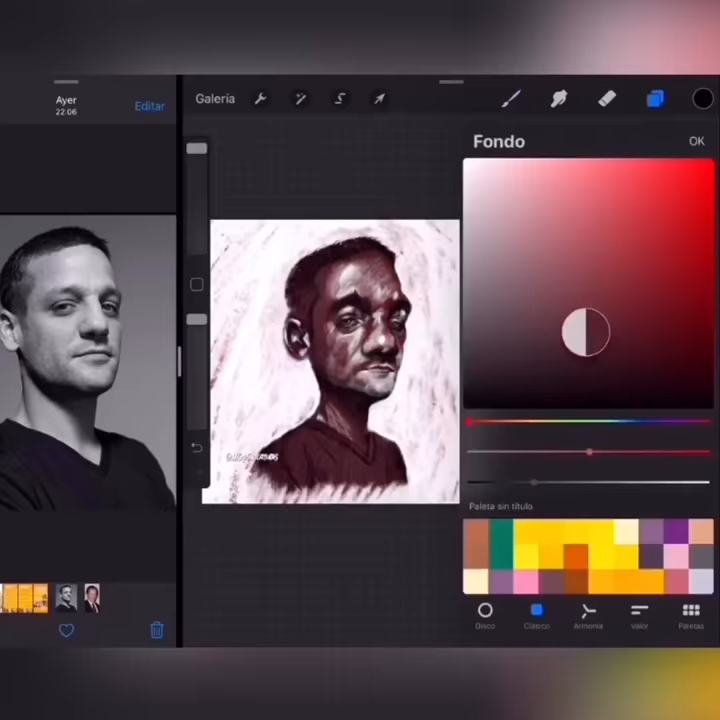 Ayer
22:06
Editar
Galería
Fondo
OK
Paleta sin título
Disco
Clásico
Armonía
Valor
Paletas